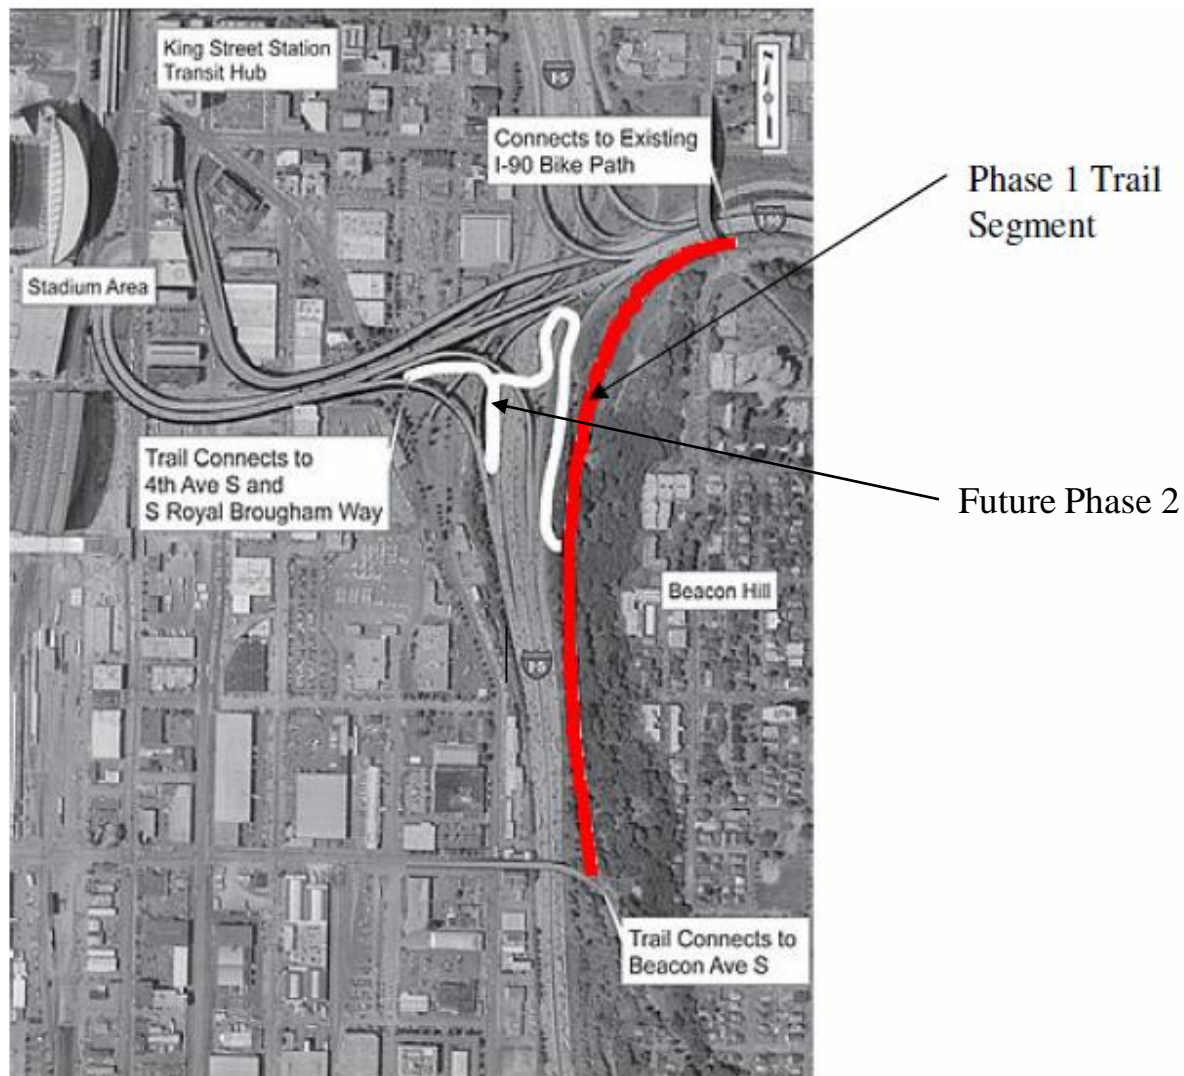 King Street Station
Transit Hub
Connects to Existing
I-90 Bike Path
Phase 1 Trail
Segment
Stadium Area
Trail Connects to
4th Ave S and
S Royal Brougham Way
Future Phase 2
Beacon Hill
Trail Connects to
Beacon Ave S